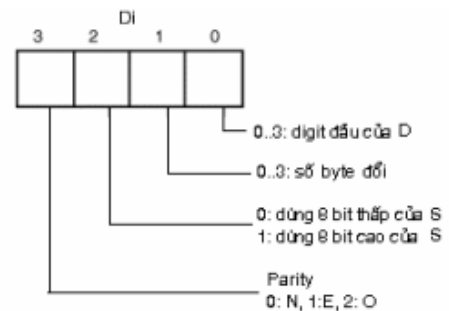 Di
3 2 1 0
0..3: digit đầu của D
0..3: số byte đổi
0: dùng 8 bit thấp của S
1: dùng 8 bit cao của S
Parity
0: N, 1:E, 2: O